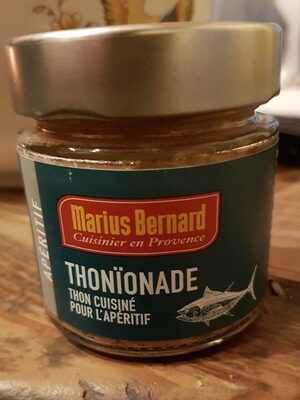 APÉRITIF
Marius Bernard
Cuisinier en Provence
THONÏONADE
THON CUISINÉ
POUR L'APÉRITIF